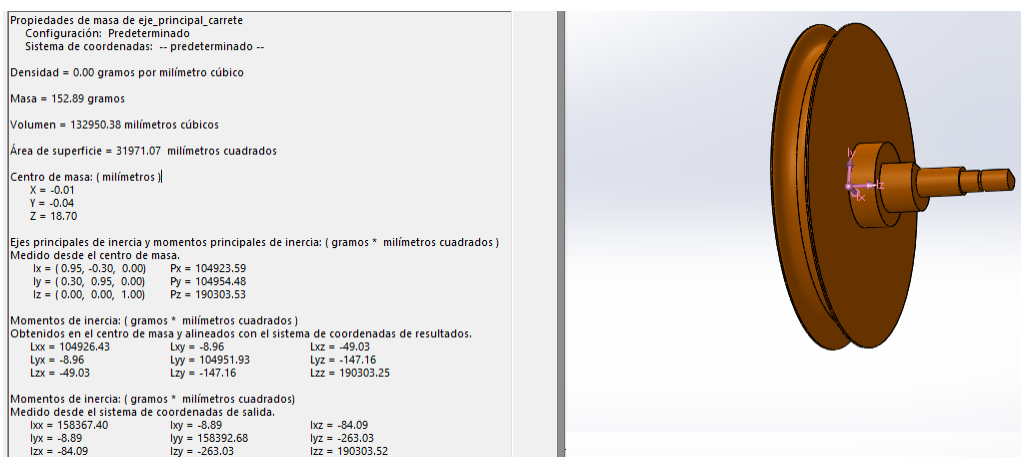 Propiedades de masa de eje_principal_carrete
Configuración: Predeterminado
Sistema de coordenadas: -- predeterminado --
Densidad = 0.00 gramos por milímetro cúbico
Masa = 152.89 gramos
Volumen = 132950.38 milímetros cúbicos
Área de superficie = 31971.07 milímetros cuadrados
Centro de masa: ( milímetros )
X = -0.01
Y = -0.04
Z = 18.70
Ejes principales de inercia y momentos principales de inercia: ( gramos * milímetros cuadrados )
Medido desde el centro de masa.
Ix = ( 0.95, -0.30, 0.00) Px = 104923.59
Iy = ( 0.30, 0.95, 0.00) Py = 104954.48
Iz = ( 0.00, 0.00, 1.00) Pz = 190303.53
Momentos de inercia: ( gramos * milímetros cuadrados )
Obtenidos en el centro de masa y alineados con el sistema de coordenadas de resultados.
Lxx = 104926.43 Lxy = -8.96 Lxz = -49.03
Lyx = -8.96 Lyy = 104951.93 Lyz = -147.16
Lzx = -49.03 Lzy = -147.16 Lzz = 190303.25
Momentos de inercia: ( gramos * milímetros cuadrados)
Medido desde el sistema de coordenadas de salida.
Ixx = 158367.40 Ixy = -8.89 Ixz = -84.09
Iyx = -8.89 Iyy = 158392.68 Iyz = -263.03
Izx = -84.09 Izy = -263.03 Izz = 190303.52
Iy
Iz
Ix